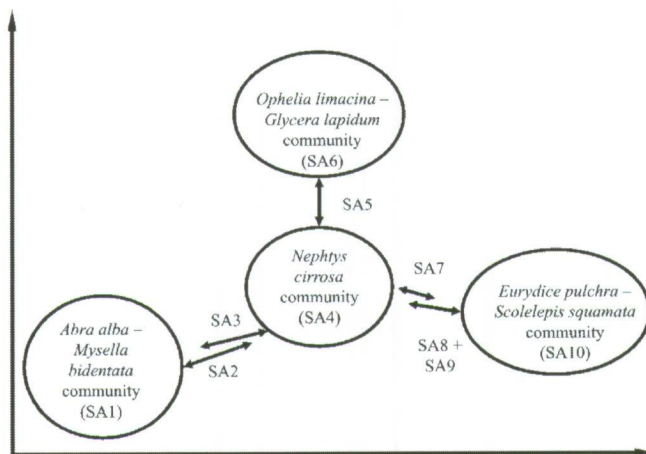 Ophelia limacina –
Glycera lapidum
community
(SA6)
SA5
Nephtys
cirrosa
community
(SA4)
SA7
Eurydice pulchra –
Scolelepis squamata
community
(SA10)
SA8 +
SA9
SA3
SA2
Abra alba –
Mysella
bidentata
community
(SA1)